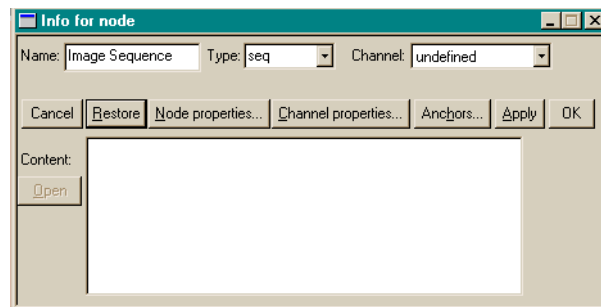 Info for node
Name: Image Sequence Type: seq Channel: undefined
Cancel Restore Node properties... Channel properties... Anchors... Apply OK
Content:
Open